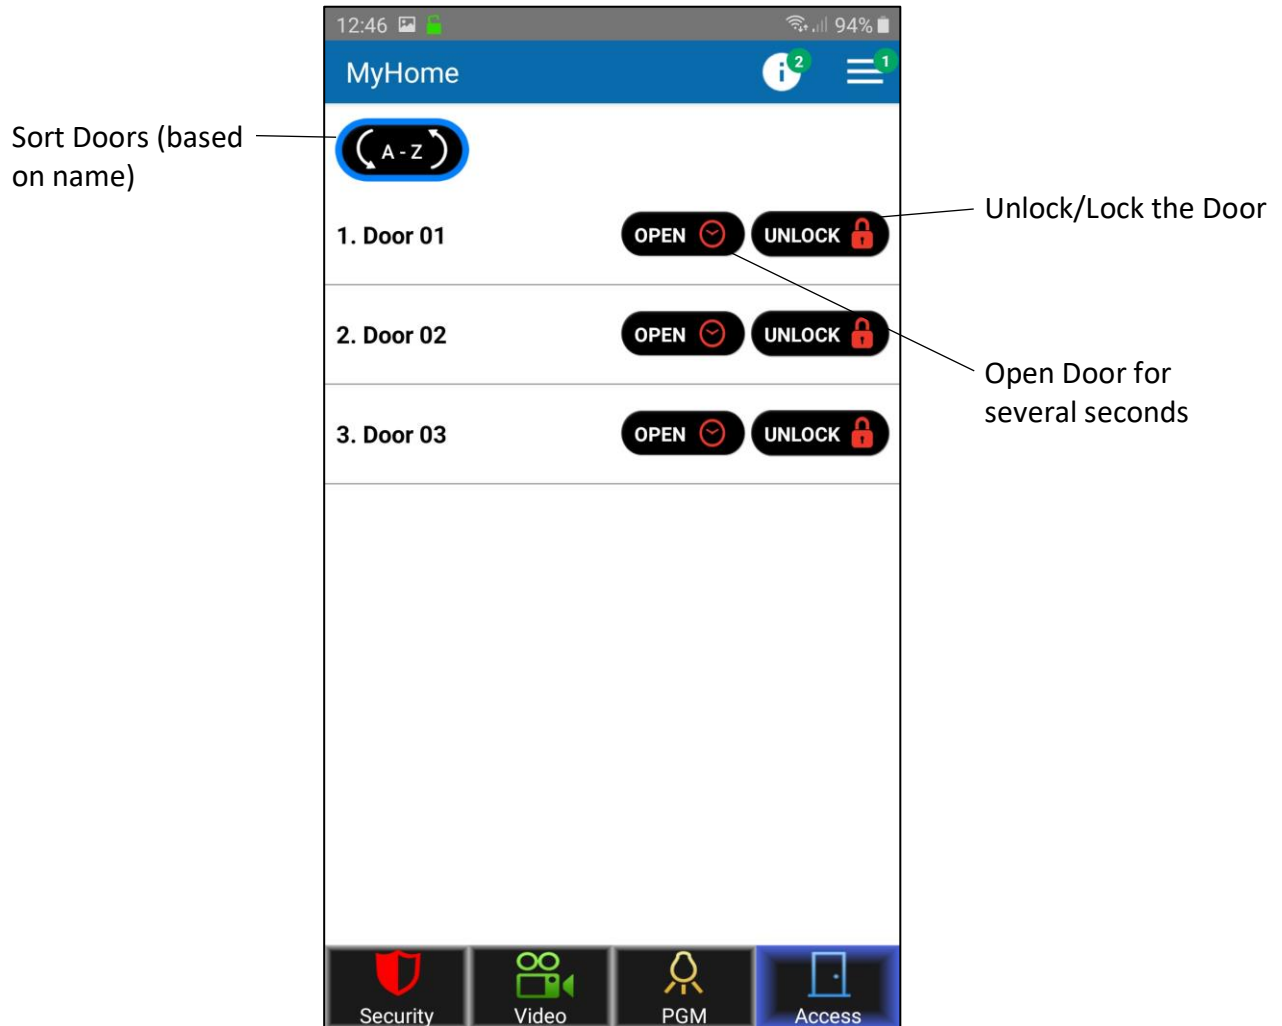 12:46 94%
MyHome 2 1
Sort Doors (based
on name)
A - Z
Unlock/Lock the Door
1. Door 01 OPEN UNLOCK
2. Door 02 OPEN UNLOCK
Open Door for
several seconds
3. Door 03 OPEN UNLOCK
Security Video PGM Access